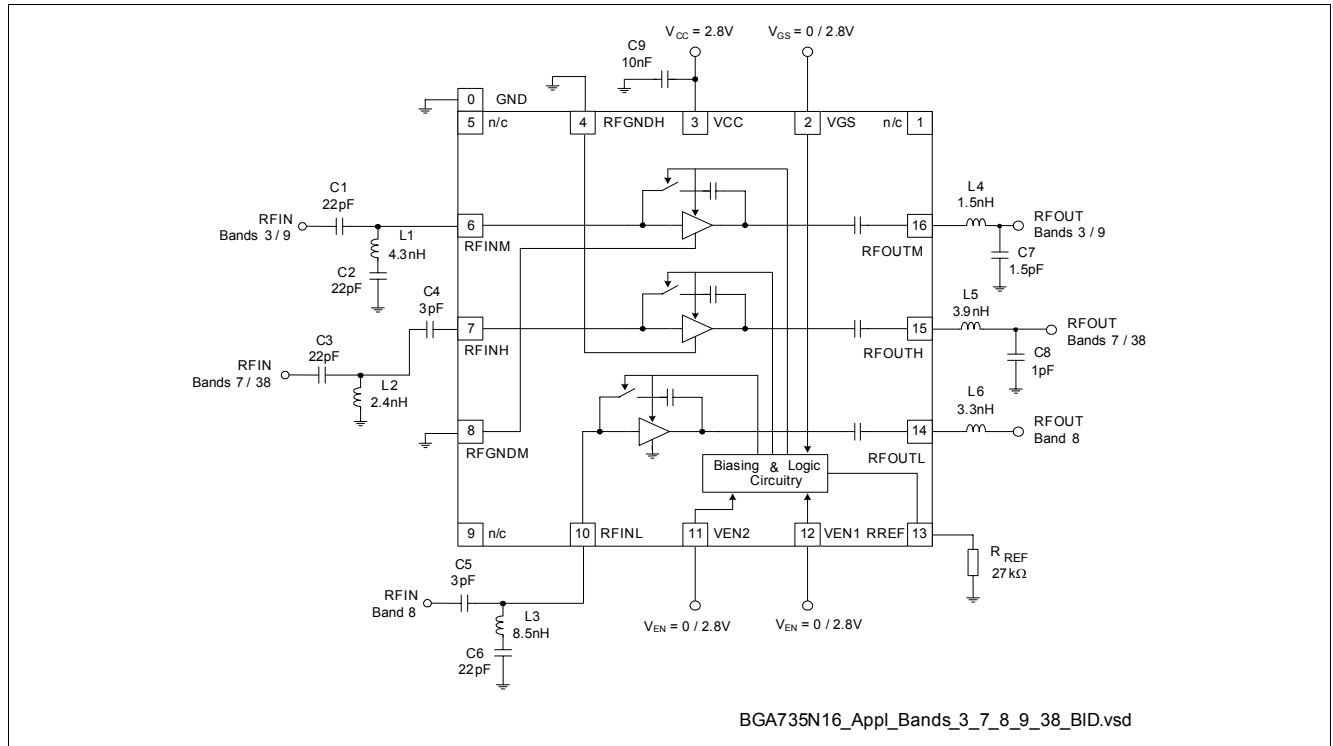 V_CC = 2.8V
V_GS = 0 / 2.8V
C9
10nF
0 GND
5 n/c
4 RFGNDH
3 VCC
2 VGS
n/c 1
C1
22pF
RFIN
Bands 3 / 9
L1
4.3nH
C2
22pF
6
RFINM
16
RFOUTM
L4
1.5nH
RFOUT
Bands 3 / 9
C7
1.5pF
C4
3pF
7
RFINH
15
RFOUTH
L5
3.9nH
RFOUT
Bands 7 / 38
C8
1pF
C3
22pF
RFIN
Bands 7 / 38
L2
2.4nH
8
RFGNDM
14
RFOUTL
L6
3.3nH
RFOUT
Band 8
Biasing & Logic
Circuitry
9 n/c
10 RFINL
11 VEN2
12 VEN1
RREF 13
R_REF
27kΩ
C5
3pF
RFIN
Band 8
L3
8.5nH
C6
22pF
V_EN = 0 / 2.8V
V_EN = 0 / 2.8V
BGA735N16_Appl_Bands_3_7_8_9_38_BID.vsd